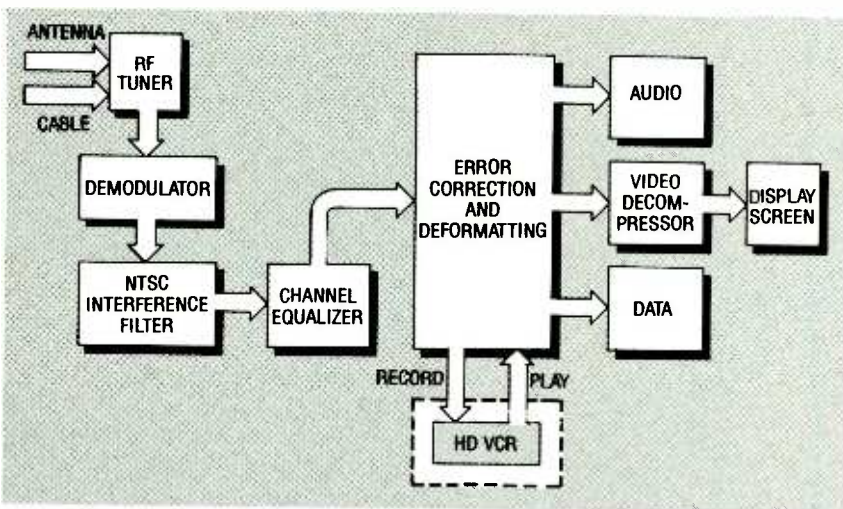 ANTENNA
RF
TUNER
CABLE
DEMODULATOR
NTSC
INTERFERENCE
FILTER
CHANNEL
EQUALIZER
ERROR
CORRECTION
AND
DEFORMATTING
AUDIO
VIDEO
DECOM-
PRESSOR
DISPLAY
SCREEN
DATA
RECORD
PLAY
HD VCR